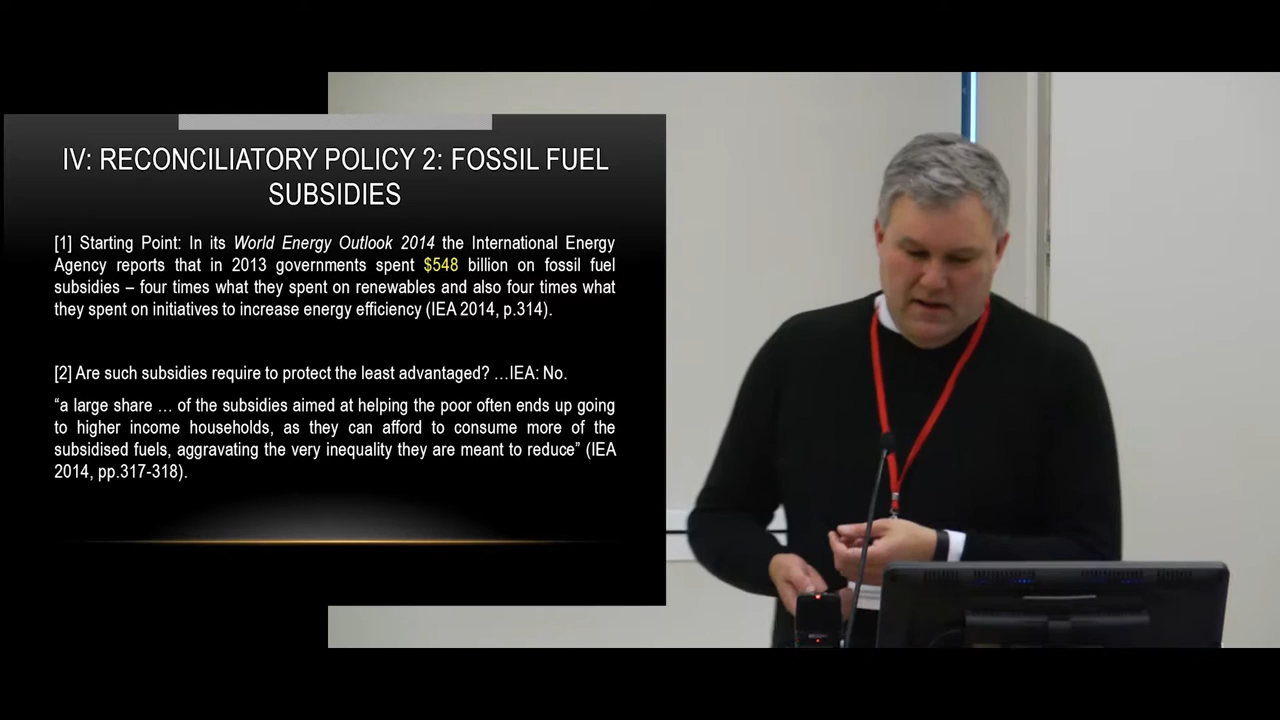 IV: RECONCILIATORY POLICY 2: FOSSIL FUEL
SUBSIDIES
[1] Starting Point: In its World Energy Outlook 2014 the International Energy
Agency reports that in 2013 governments spent $548 billion on fossil fuel
subsidies – four times what they spent on renewables and also four times what
they spent on initiatives to increase energy efficiency (IEA 2014, p.314).
[2] Are such subsidies require to protect the least advantaged? …IEA: No.
“a large share … of the subsidies aimed at helping the poor often ends up going
to higher income households, as they can afford to consume more of the
subsidised fuels, aggravating the very inequality they are meant to reduce” (IEA
2014, pp.317-318).